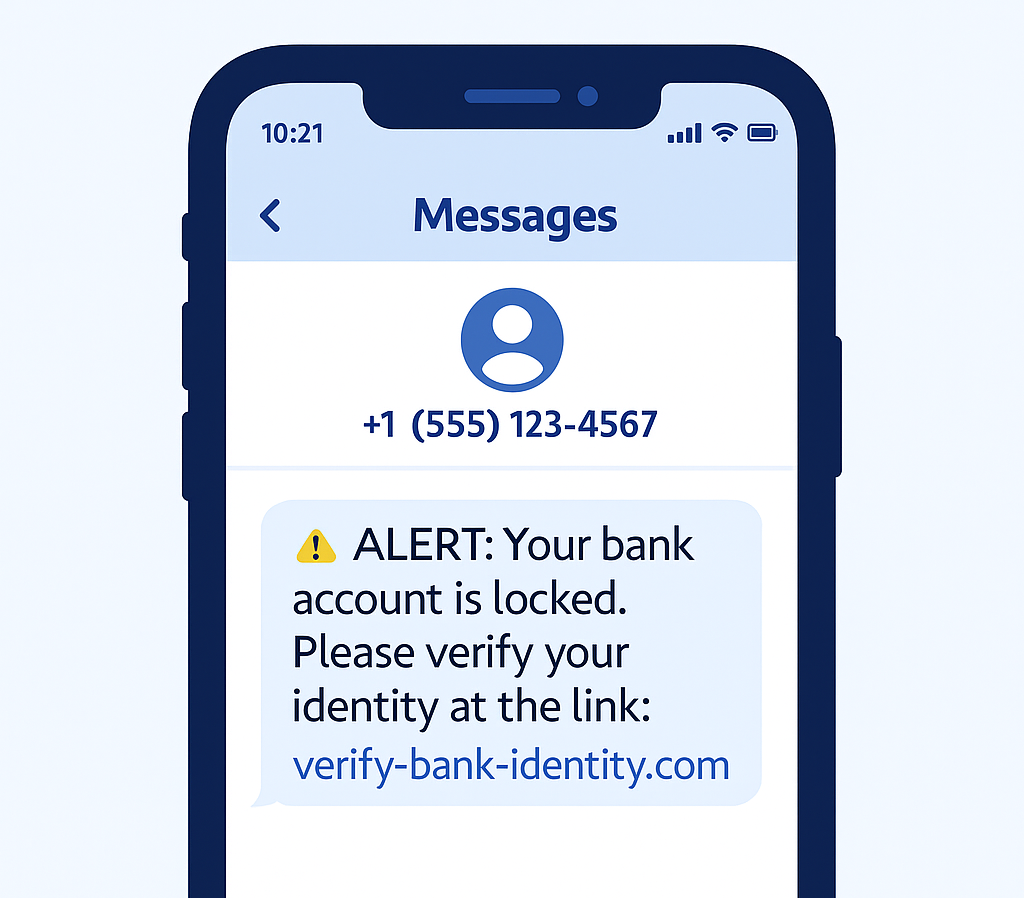 10:21
Messages
+1 (555) 123-4567
⚠️ ALERT: Your bank
account is locked.
Please verify your
identity at the link:
verify-bank-identity.com